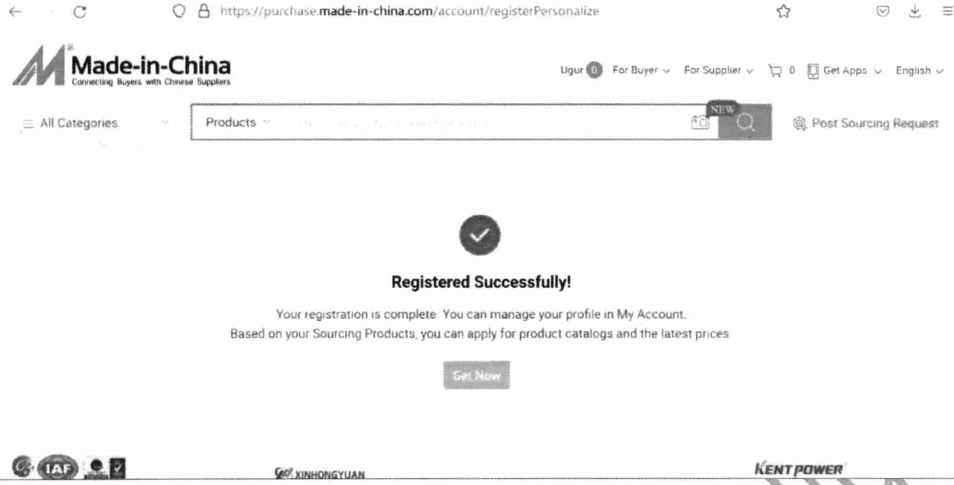 https://purchase.made-in-china.com/account/registerPersonalize
Made-in-China
Connecting Buyers with Chinese Suppliers
Ugur 0 For Buyer For Supplier 0 Get Apps English
All Categories
Products
NEW
Post Sourcing Request
Registered Successfully!
Your registration is complete. You can manage your profile in My Account.
Based on your Sourcing Products, you can apply for product catalogs and the latest prices
Get Now
IAF
XINHONGYUAN
KENTPOWER